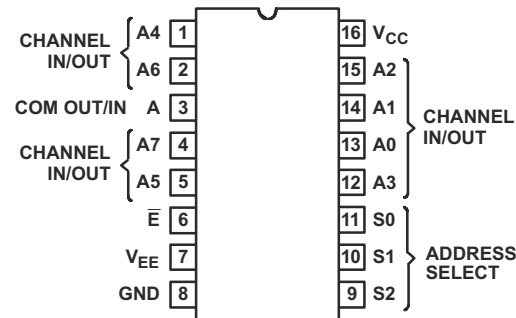 CHANNEL
IN/OUT
A4 1
A6 2
COM OUT/IN A 3
CHANNEL
IN/OUT
A7 4
A5 5
E̅ 6
VEE 7
GND 8
16 VCC
15 A2
14 A1
13 A0
12 A3
CHANNEL
IN/OUT
11 S0
10 S1
9 S2
ADDRESS
SELECT